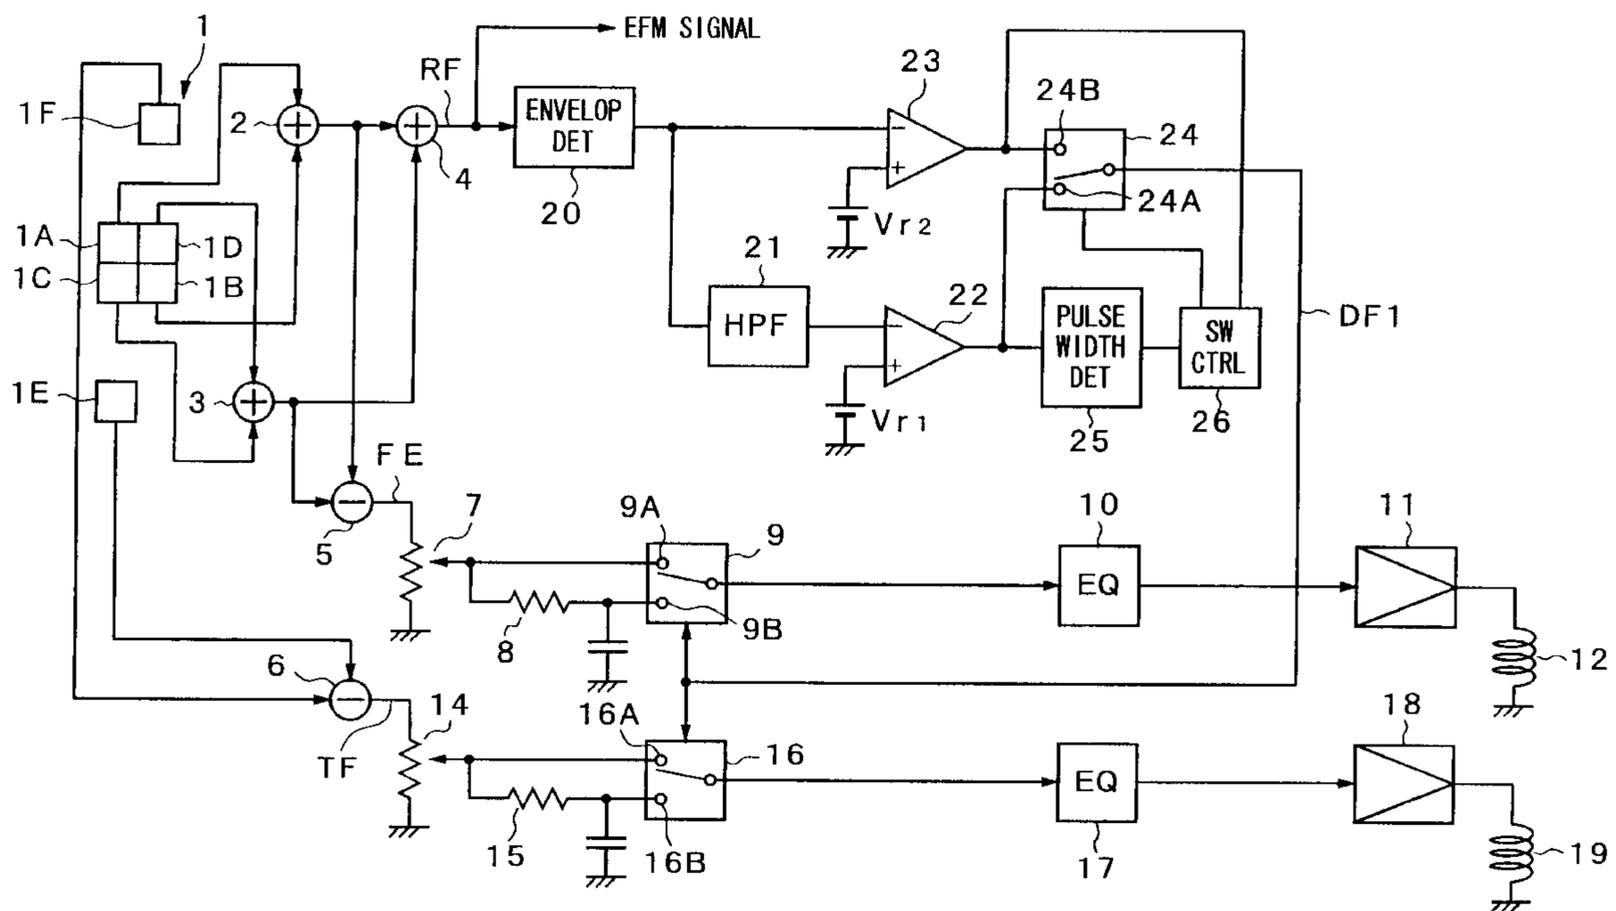 1
EFM SIGNAL
1F
2
RF
4
ENVELOP
DET
20
23
24B
24
24A
Vr2
1A
1D
1C
1B
21
HPF
22
PULSE
WIDTH
DET
25
SW
CTRL
26
DF1
Vr1
1E
3
FE
5
7
8
9A
9
9B
10
EQ
11
12
6
TF
14
15
16A
16
16B
EQ
17
18
19